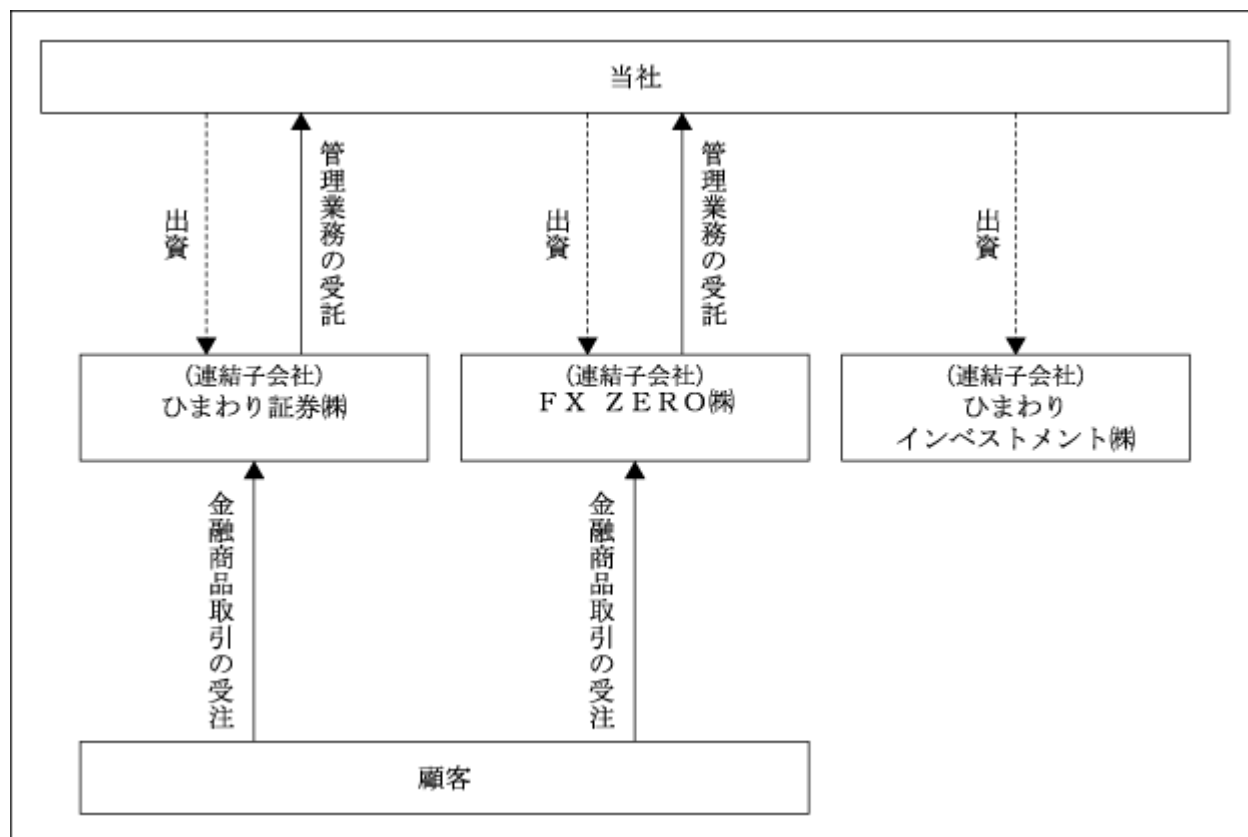 当社
出資
管理業務の受託
出資
管理業務の受託
出資
(連結子会社)
ひまわり証券㈱
(連結子会社)
ＦＸ ＺＥＲＯ㈱
(連結子会社)
ひまわり
インベストメント㈱
金融商品取引の受注
金融商品取引の受注
顧客